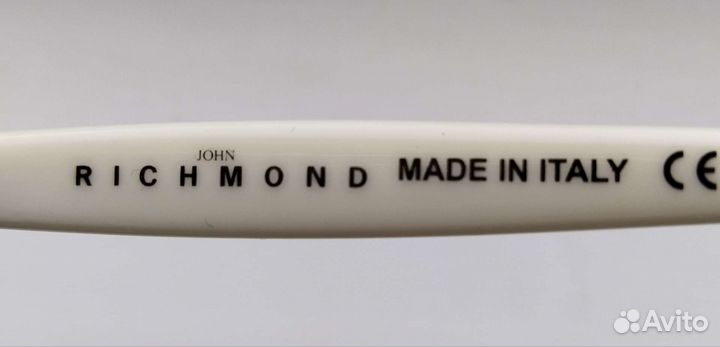 JOHN
RICHMOND MADE IN ITALY CE
Avito